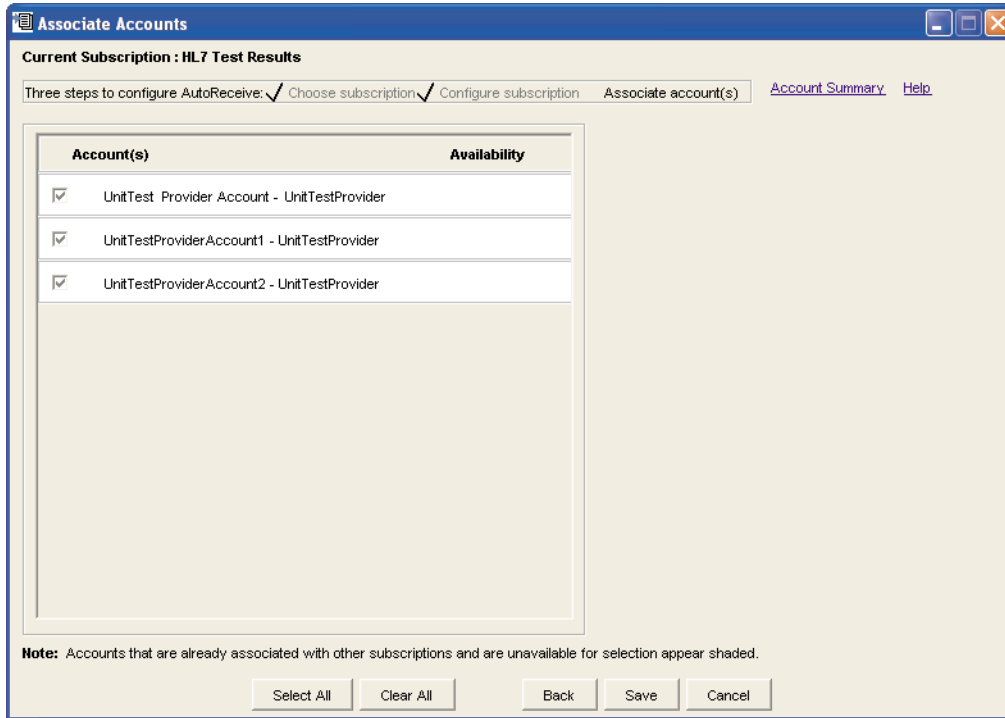 Associate Accounts
Current Subscription : HL7 Test Results
Three steps to configure AutoReceive: Choose subscription Configure subscription Associate account(s) Account Summary Help
Account(s) Availability
UnitTest Provider Account - UnitTestProvider
UnitTestProviderAccount1 - UnitTestProvider
UnitTestProviderAccount2 - UnitTestProvider
Note: Accounts that are already associated with other subscriptions and are unavailable for selection appear shaded.
Select All Clear All Back Save Cancel